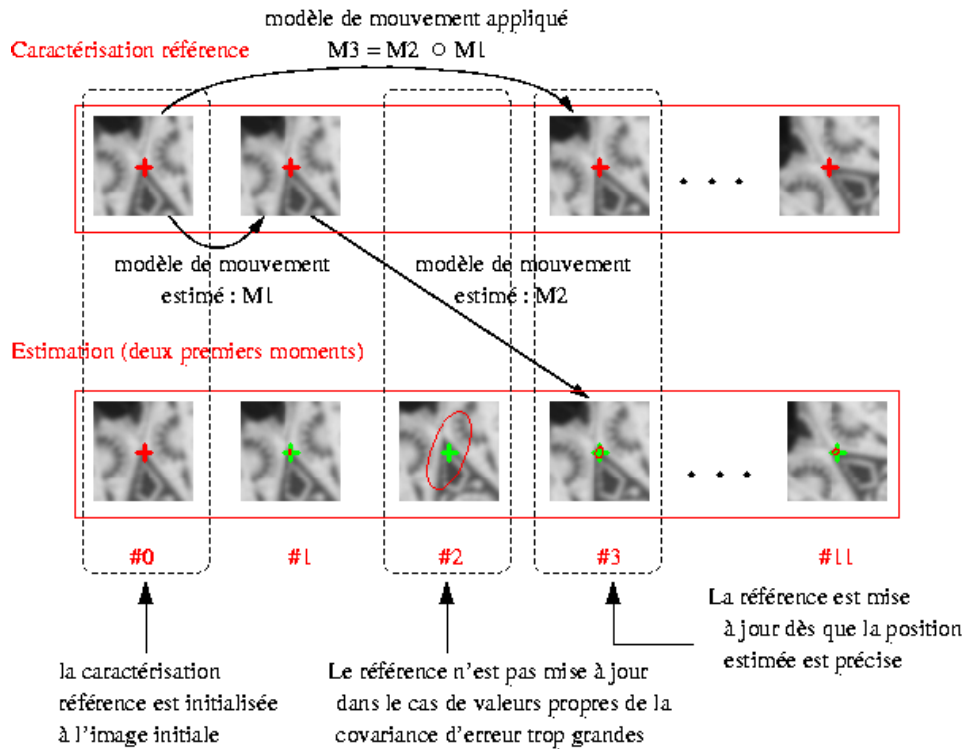 modèle de mouvement appliqué
M3 = M2 ○ M1
Caractérisation référence
modèle de mouvement
estimé : M1
modèle de mouvement
estimé : M2
Estimation (deux premiers moments)
#0
#1
#2
#3
#11
la caractérisation
référence est initialisée
à l'image initiale
Le référence n'est pas mise à jour
dans le cas de valeurs propres de la
covariance d'erreur trop grandes
La référence est mise
à jour dès que la position
estimée est précise